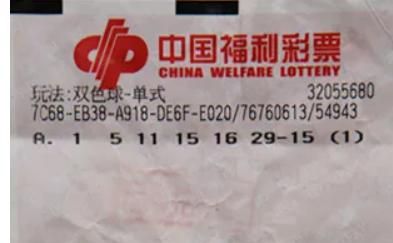 中国福利彩票
CHINA WELFARE LOTTERY
玩法:双色球-单式 32055680
7C68-EB38-A918-DE6F-E020/76760613/54943
A. 1 5 11 15 16 29-15 (1)